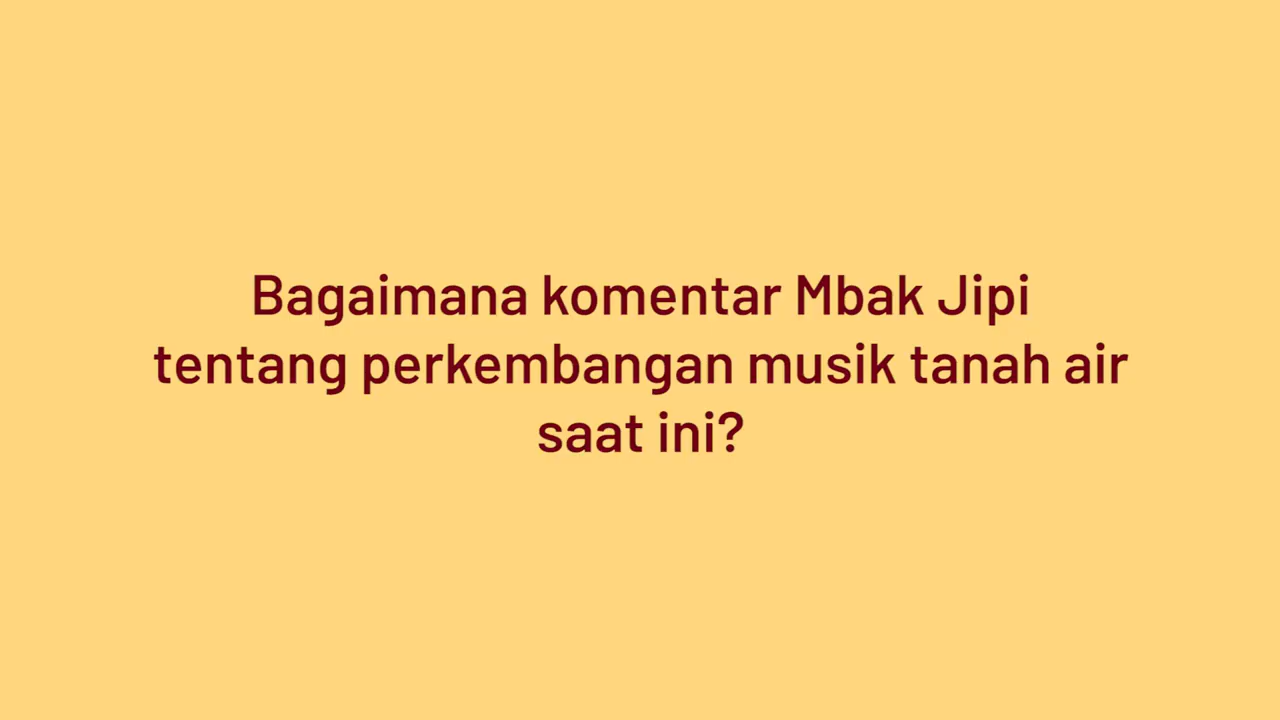 Bagaimana komentar Mbak Jipi
tentang perkembangan musik tanah air
saat ini?